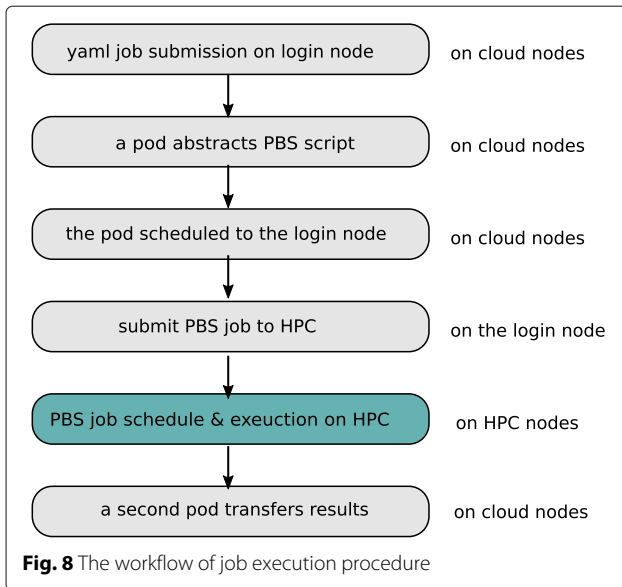 yaml job submission on login node on cloud nodes
a pod abstracts PBS script on cloud nodes
the pod scheduled to the login node on cloud nodes
submit PBS job to HPC on the login node
PBS job schedule & exeuction on HPC on HPC nodes
a second pod transfers results on cloud nodes
Fig. 8 The workflow of job execution procedure